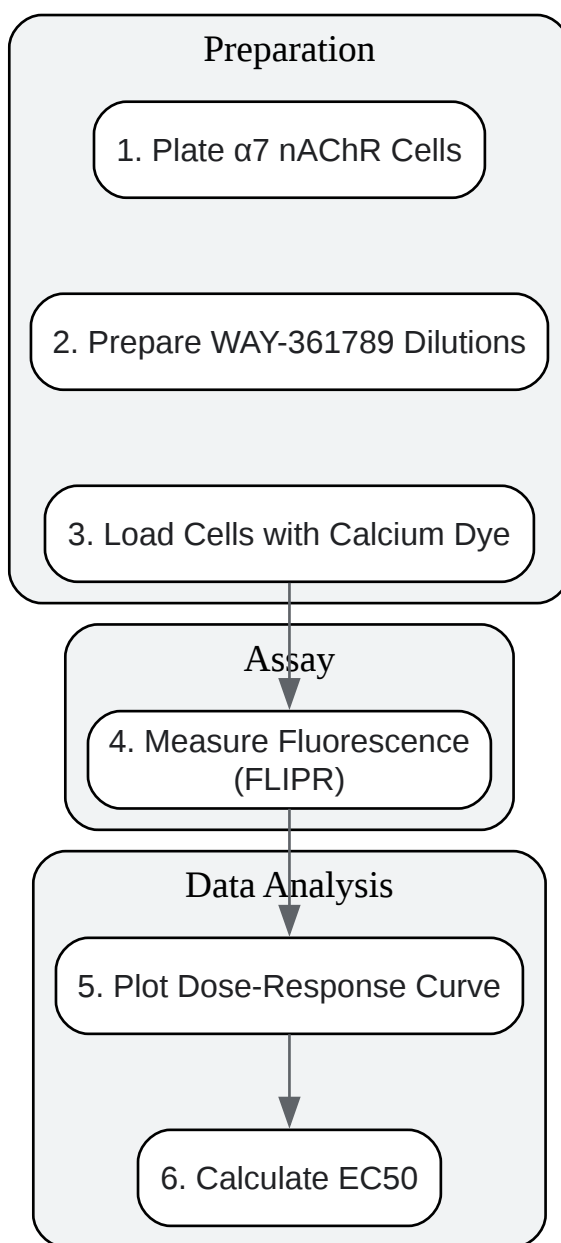 Preparation
1. Plate α7 nAChR Cells
2. Prepare WAY-361789 Dilutions
3. Load Cells with Calcium Dye
Assay
4. Measure Fluorescence
(FLIPR)
Data Analysis
5. Plot Dose-Response Curve
6. Calculate EC50